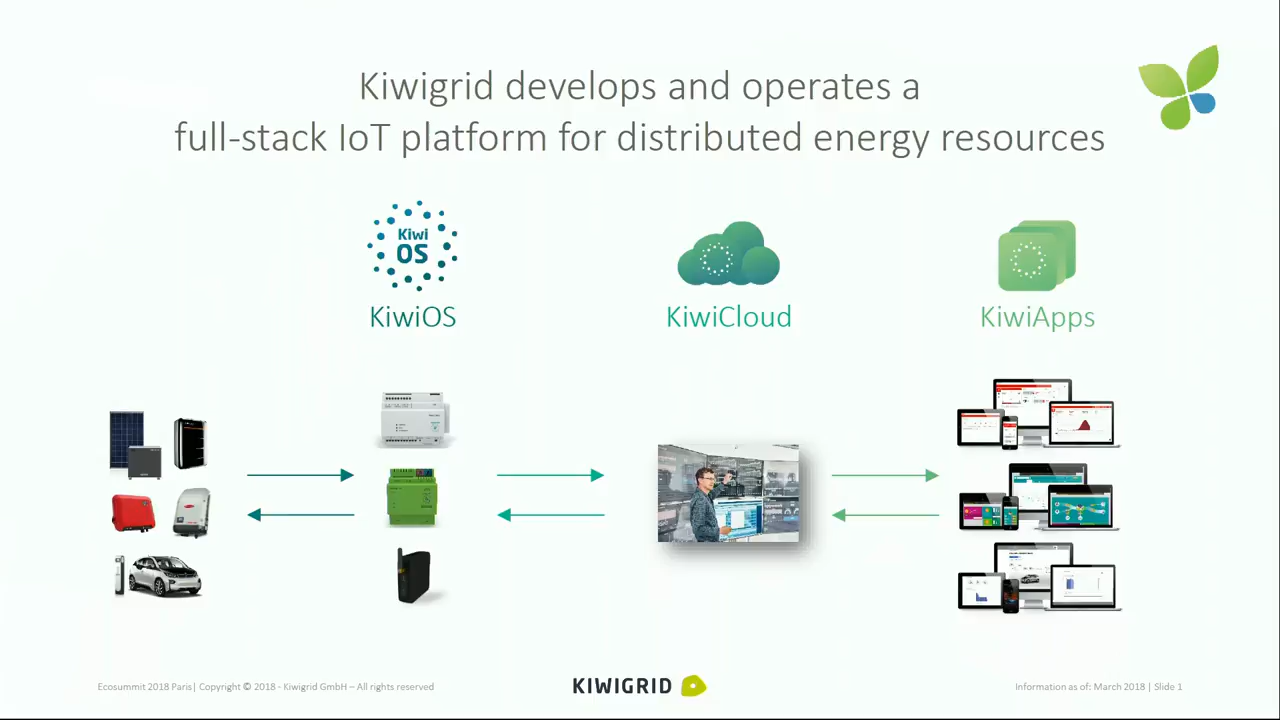 Kiwigrid develops and operates a
full-stack IoT platform for distributed energy resources
Kiwi
OS
KiwiOS
KiwiCloud
KiwiApps
Ecosummit 2018 Paris| Copyright © 2018 - Kiwigrid GmbH – All rights reserved
KIWIGRID
Information as of: March 2018 | Slide 1